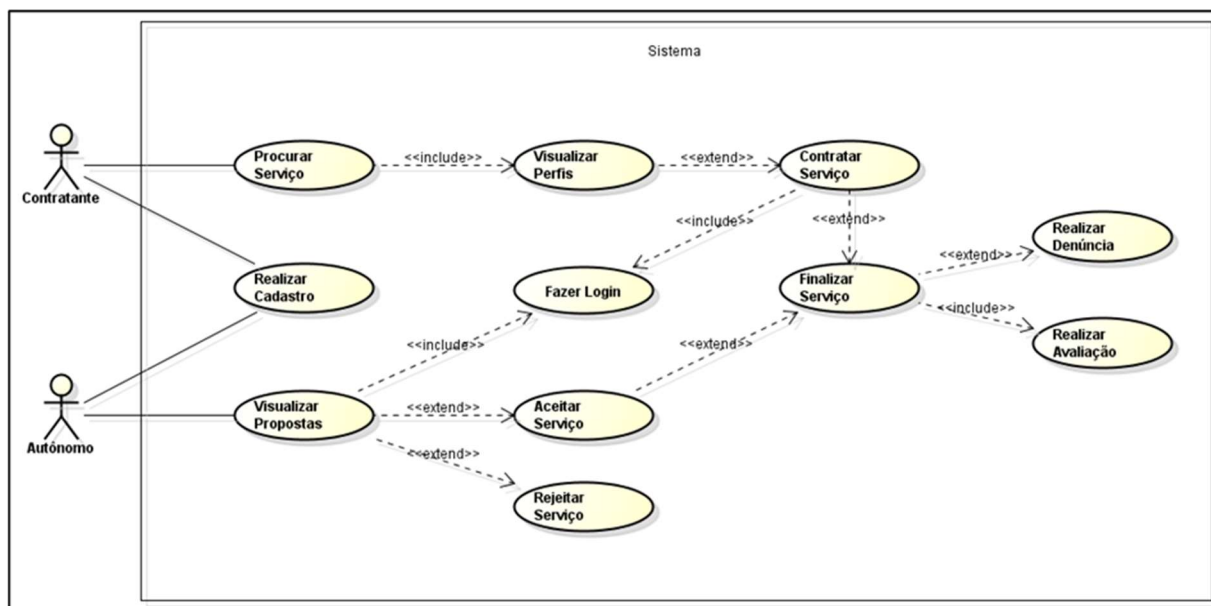 Sistema
Contratante
Procurar
Serviço
<<include>>
Visualizar
Perfis
<<extend>>
Contratar
Serviço
<<include>>
<<extend>>
Realizar
Cadastro
Fazer Login
Finalizar
Serviço
<<extend>>
Realizar
Denúncia
<<include>>
Realizar
Avaliação
<<include>>
<<extend>>
Autônomo
Visualizar
Propostas
<<extend>>
Aceitar
Serviço
<<extend>>
Rejeitar
Serviço